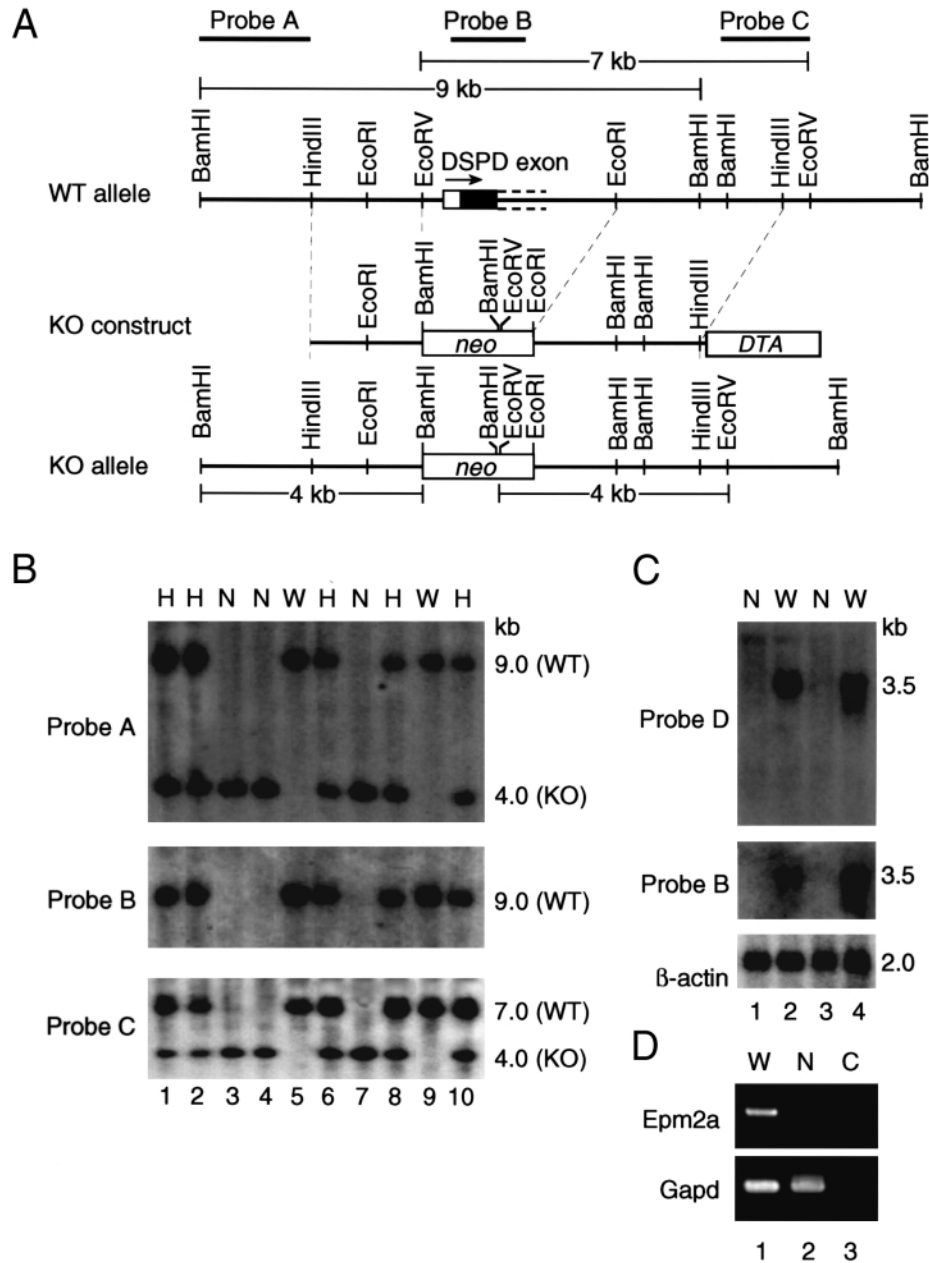 A
Probe A Probe B Probe C
7 kb
9 kb
BamHI HindIII EcoRI EcoRV EcoRI BamHI BamHI HindIII EcoRV BamHI
DSPD exon
WT allele
EcoRI BamHI BamHI EcoRV EcoRI BamHI BamHI HindIII
KO construct
neo DTA
BamHI HindIII EcoRI BamHI BamHI EcoRV EcoRI BamHI BamHI HindIII EcoRV BamHI
KO allele
neo
4 kb 4 kb
B
H H N N W H N H W H
kb
9.0 (WT)
Probe A
4.0 (KO)
Probe B
9.0 (WT)
Probe C
7.0 (WT)
4.0 (KO)
1 2 3 4 5 6 7 8 9 10
C
N W N W
kb
3.5
Probe D
Probe B
3.5
ß-actin
2.0
1 2 3 4
D
W N C
Epm2a
Gapd
1 2 3